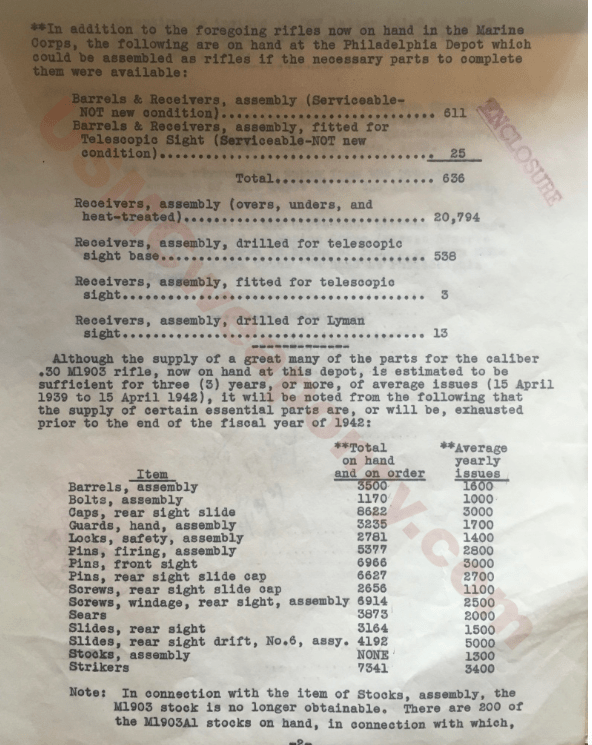 **In addition to the foregoing rifles now on hand in the Marine
Corps, the following are on hand at the Philadelphia Depot which
could be assembled as rifles if the necessary parts to complete
them were available:
Barrels & Receivers, assembly (Serviceable-
NOT new condition)................................ 611
Barrels & Receivers, assembly, fitted for
Telescopic Sight (Serviceable-NOT new
condition)........................................ 25
Total........................ 636
ENCLOSURE
Receivers, assembly (overs, unders, and
heat-treated)..................................... 20,794
Receivers, assembly, drilled for telescopic
sight base........................................ 538
Receivers, assembly, fitted for telescopic
sight............................................. 3
Receivers, assembly, drilled for Lyman
sight............................................. 13
Although the supply of a great many of the parts for the caliber
.30 M1903 rifle, now on hand at this depot, is estimated to be
sufficient for three (3) years, or more, of average issues (15 April
1939 to 15 April 1942), it will be noted from the following that
the supply of certain essential parts are, or will be, exhausted
prior to the end of the fiscal year of 1942:
**Total **Average
on hand yearly
Item and on order issues
Barrels, assembly 3500 1600
Bolts, assembly 1170 1000
Caps, rear sight slide 8622 3000
Guards, hand, assembly 3235 1700
Locks, safety, assembly 2781 1400
Pins, firing, assembly 5377 2800
Pins, front sight 6966 3000
Pins, rear sight slide cap 6627 2700
Screws, rear sight slide cap 2656 1100
Screws, windage, rear sight, assembly 6914 2500
Sears 3873 2000
Slides, rear sight 3164 1500
Slides, rear sight drift, No.6, assy. 4192 5000
Stocks, assembly NONE 1300
Strikers 7341 3400
Note: In connection with the item of Stocks, assembly, the
M1903 stock is no longer obtainable. There are 200 of
the M1903A1 stocks on hand, in connection with which,
-2-